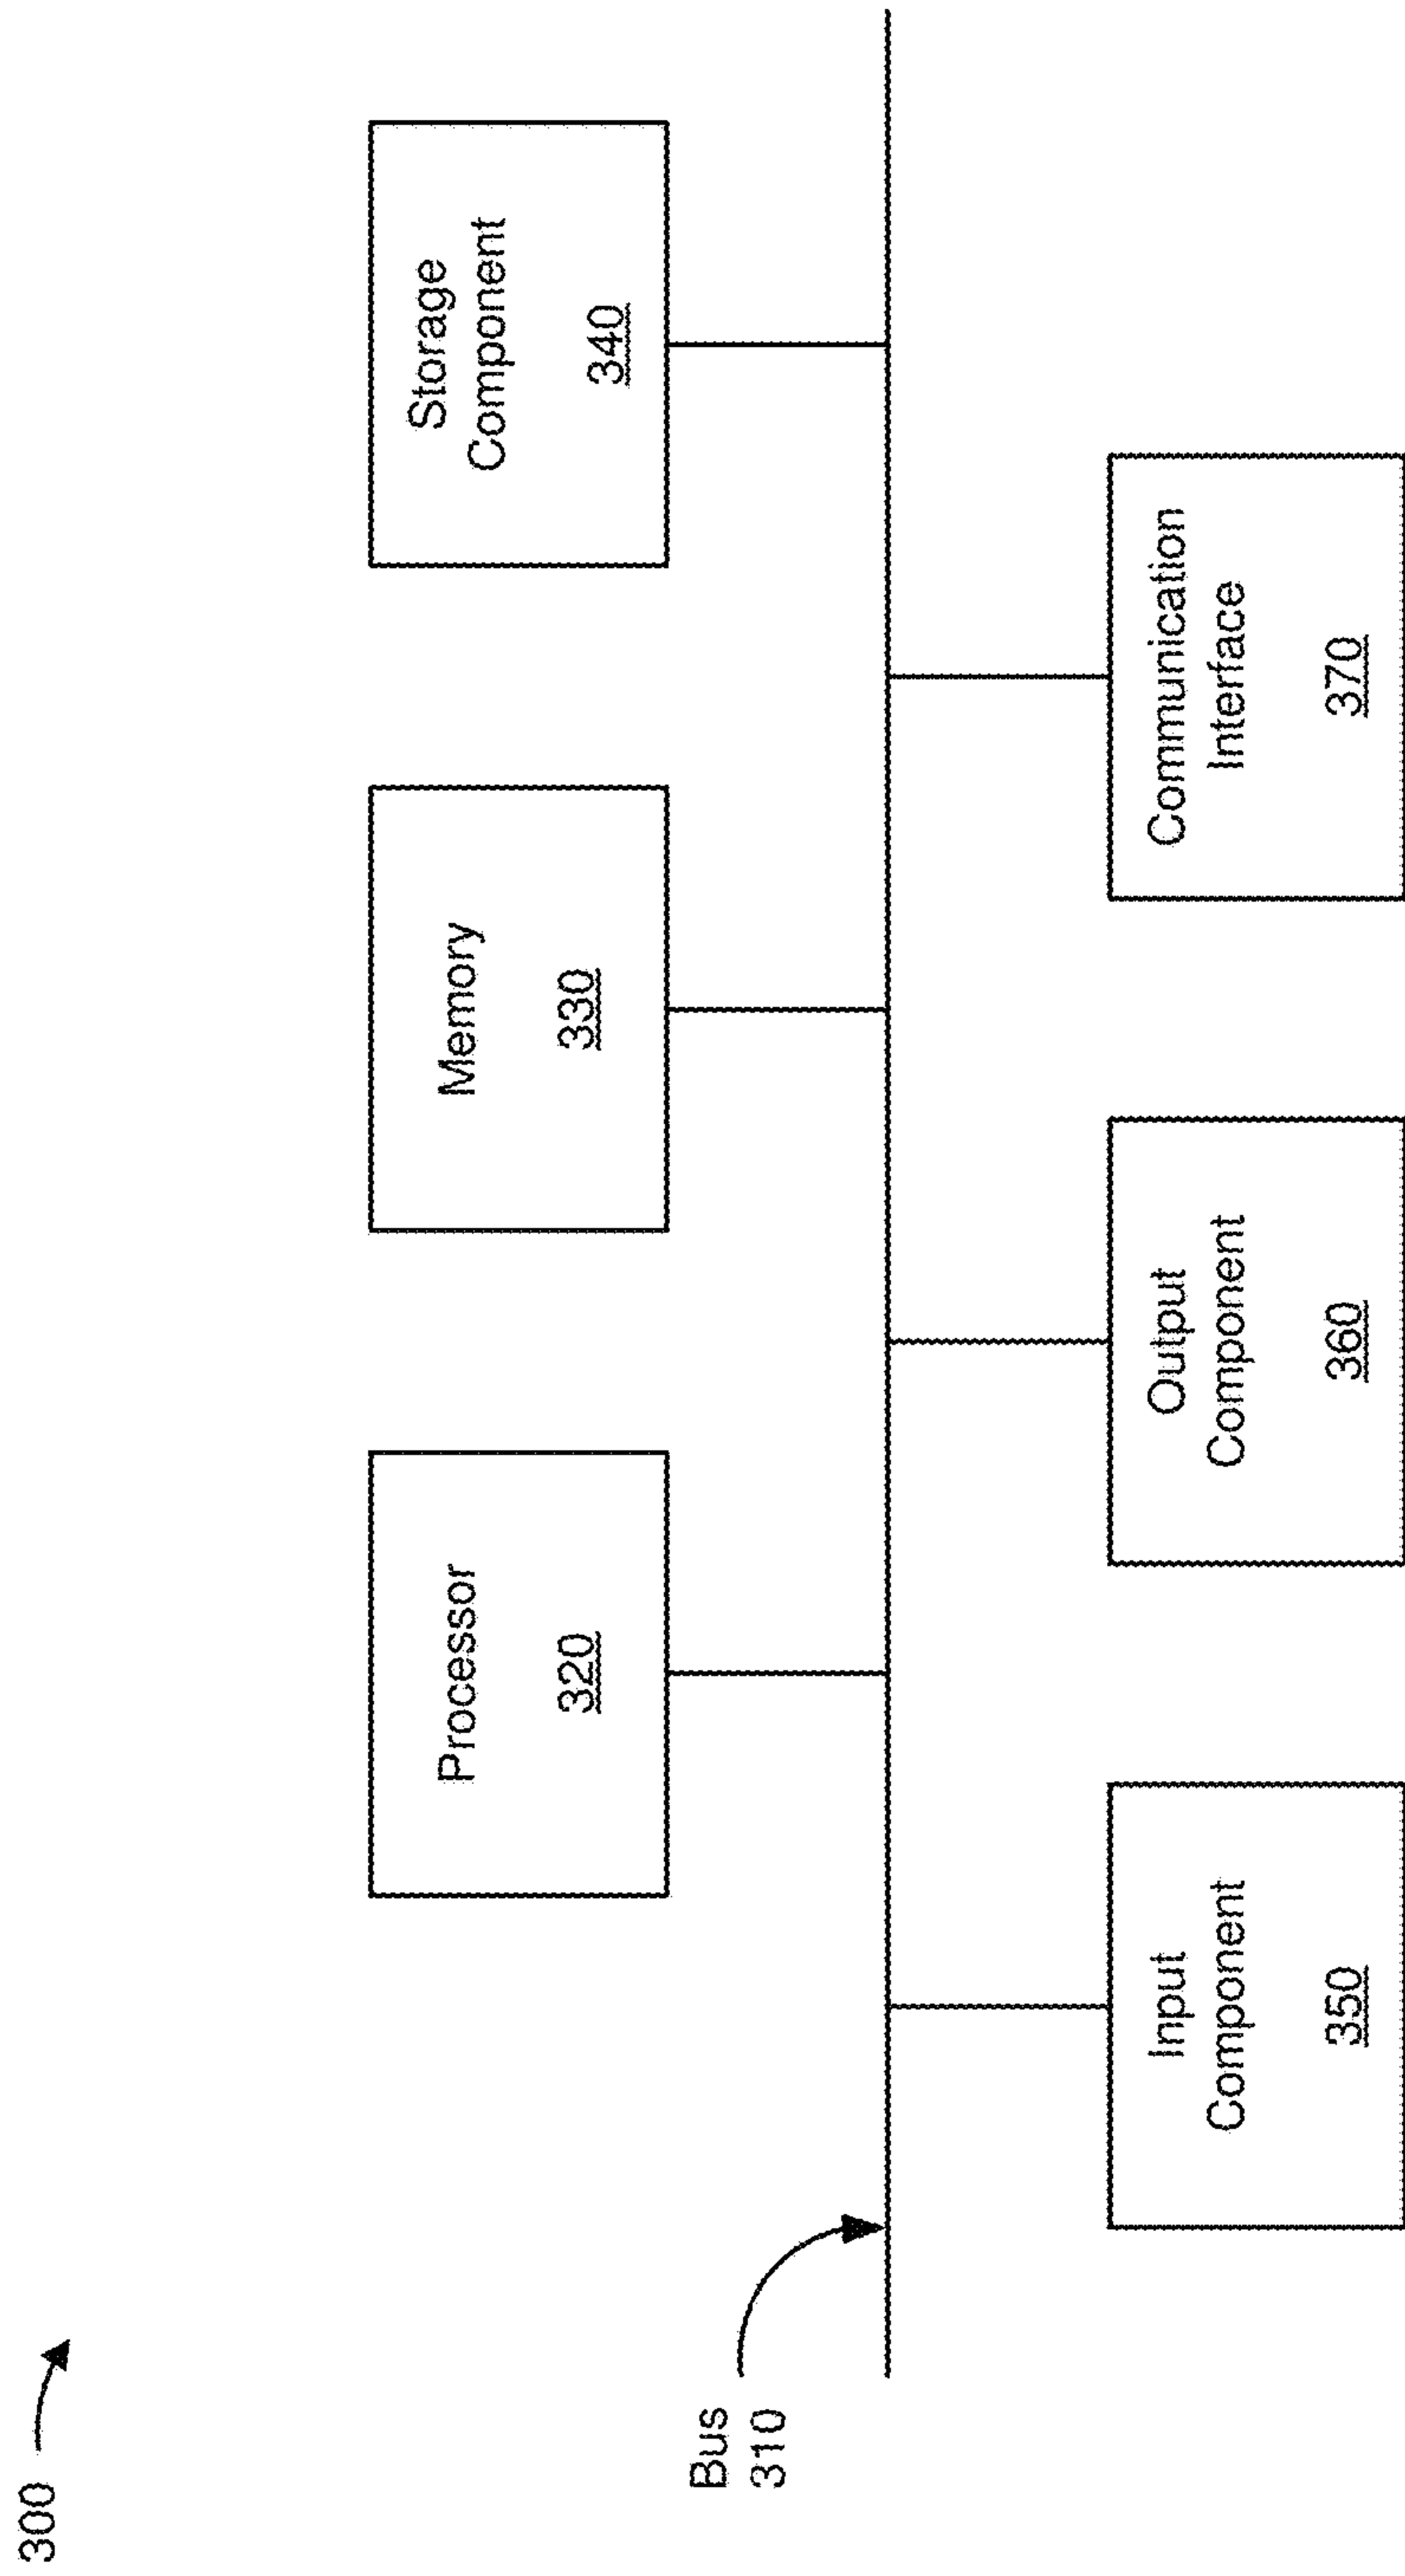 300
Processor
320
Memory
330
Storage
Component
340
Bus
310
Input
Component
350
Output
Component
360
Communication
Interface
370